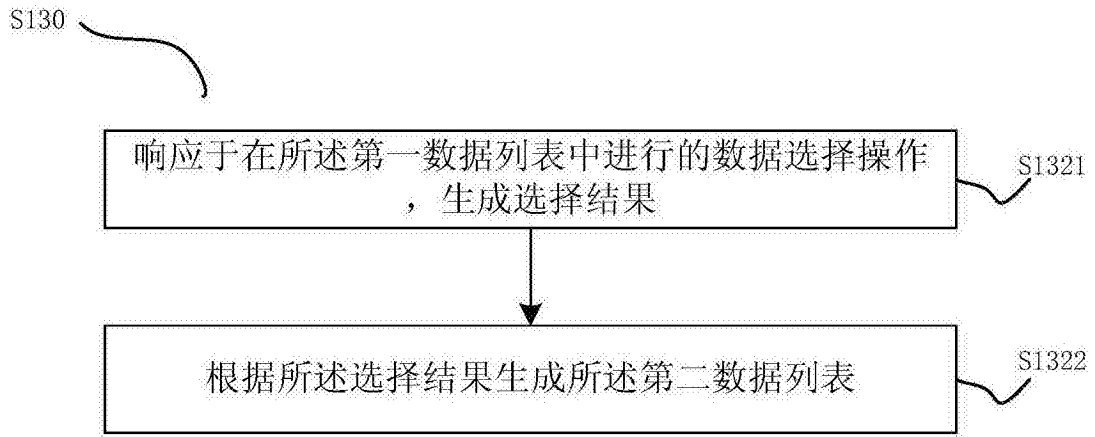 S130
响应于在所述第一数据列表中进行的数据选择操作
，生成选择结果
S1321
根据所述选择结果生成所述第二数据列表
S1322